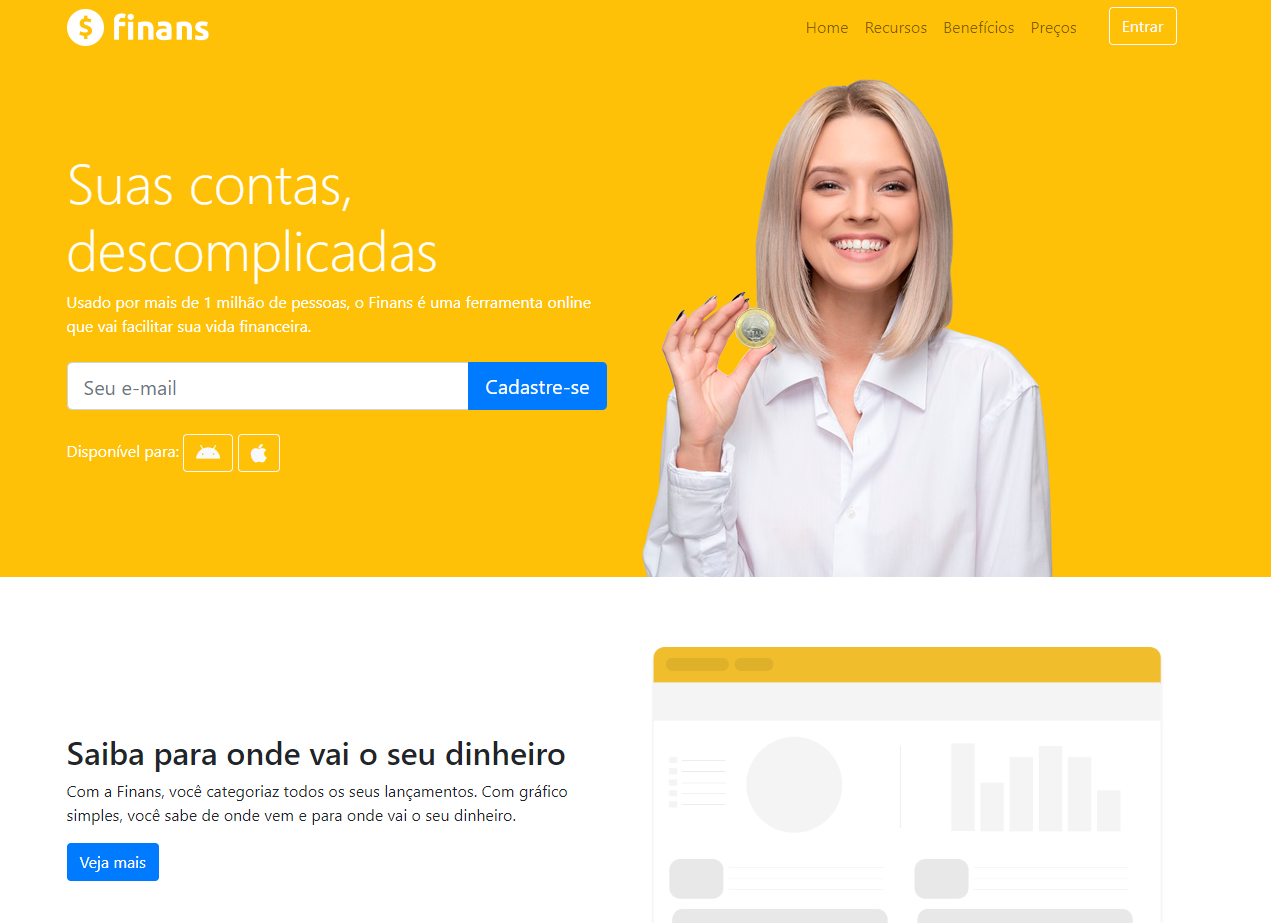 $ finans
Home Recursos Benefícios Preços Entrar
Suas contas,
descomplicadas
Usado por mais de 1 milhão de pessoas, o Finans é uma ferramenta online
que vai facilitar sua vida financeira.
Seu e-mail Cadastre-se
Disponível para:
Saiba para onde vai o seu dinheiro
Com a Finans, você categoriaz todos os seus lançamentos. Com gráfico
simples, você sabe de onde vem e para onde vai o seu dinheiro.
Veja mais